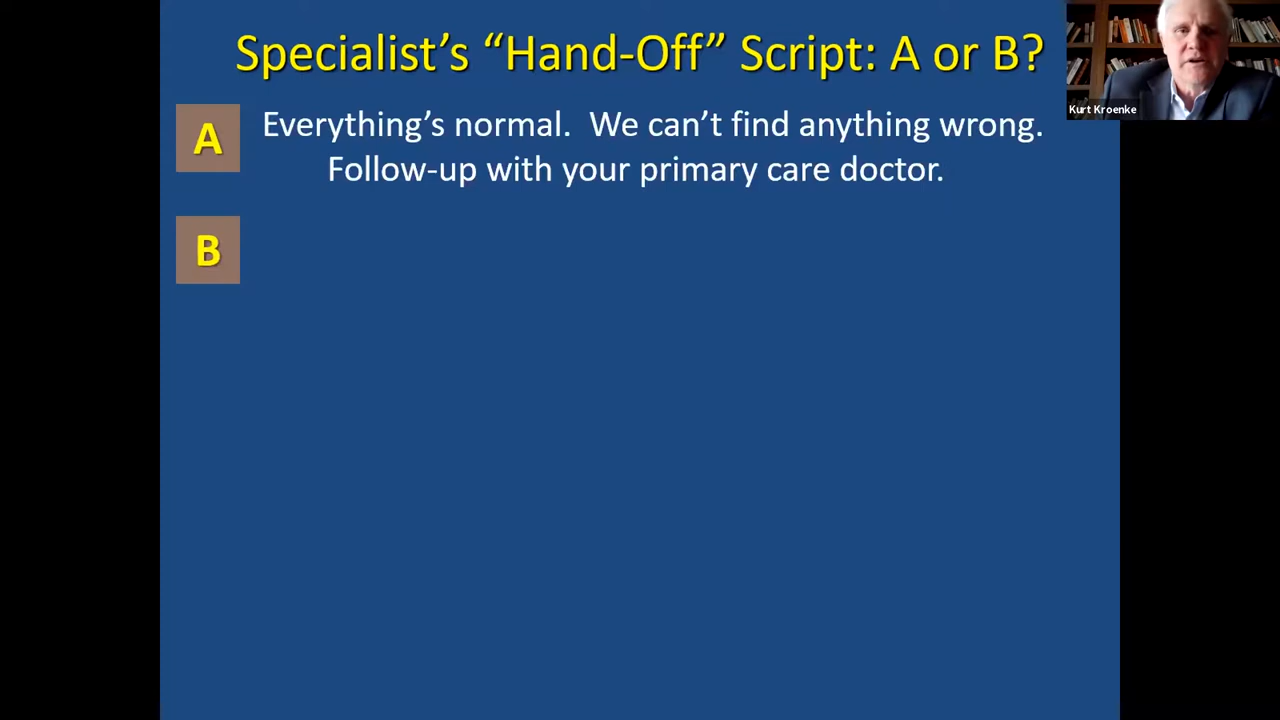 Specialist's “Hand-Off” Script: A or B?
Kurt Kroenke
A
Everything's normal.  We can't find anything wrong.
Follow-up with your primary care doctor.
B